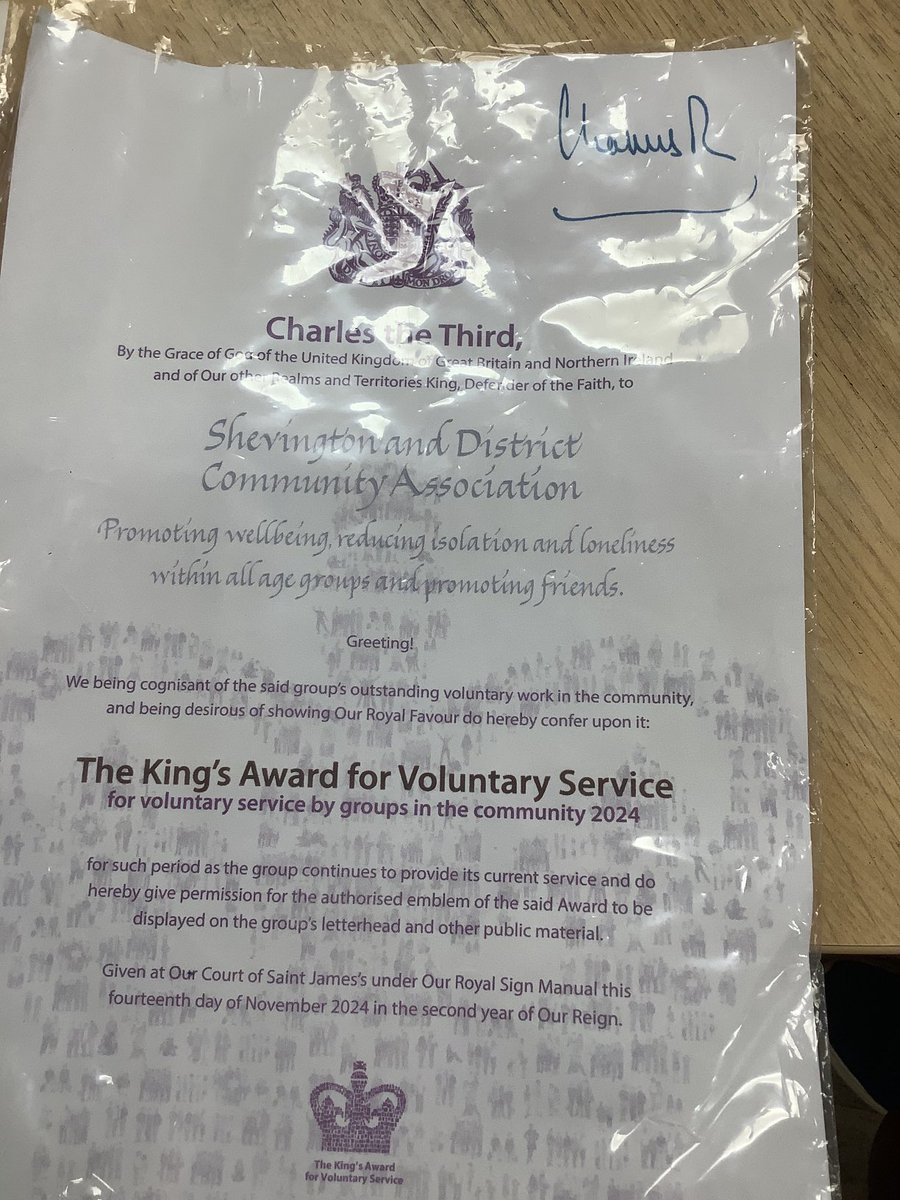 Charles R
MON DR
Charles the Third,
By the Grace of God of the United Kingdom of Great Britain and Northern Ireland
and of Our other Realms and Territories King, Defender of the Faith, to
Shevington and District
Community Association
Promoting wellbeing, reducing isolation and loneliness
within all age groups and promoting friends.
Greeting!
We being cognisant of the said group's outstanding voluntary work in the community,
and being desirous of showing Our Royal Favour do hereby confer upon it:
The King's Award for Voluntary Service
for voluntary service by groups in the community 2024
for such period as the group continues to provide its current service and do
hereby give permission for the authorised emblem of the said Award to be
displayed on the group's letterhead and other public material.
Given at Our Court of Saint James's under Our Royal Sign Manual this
fourteenth day of November 2024 in the second year of Our Reign.
The King's Award
for Voluntary Service